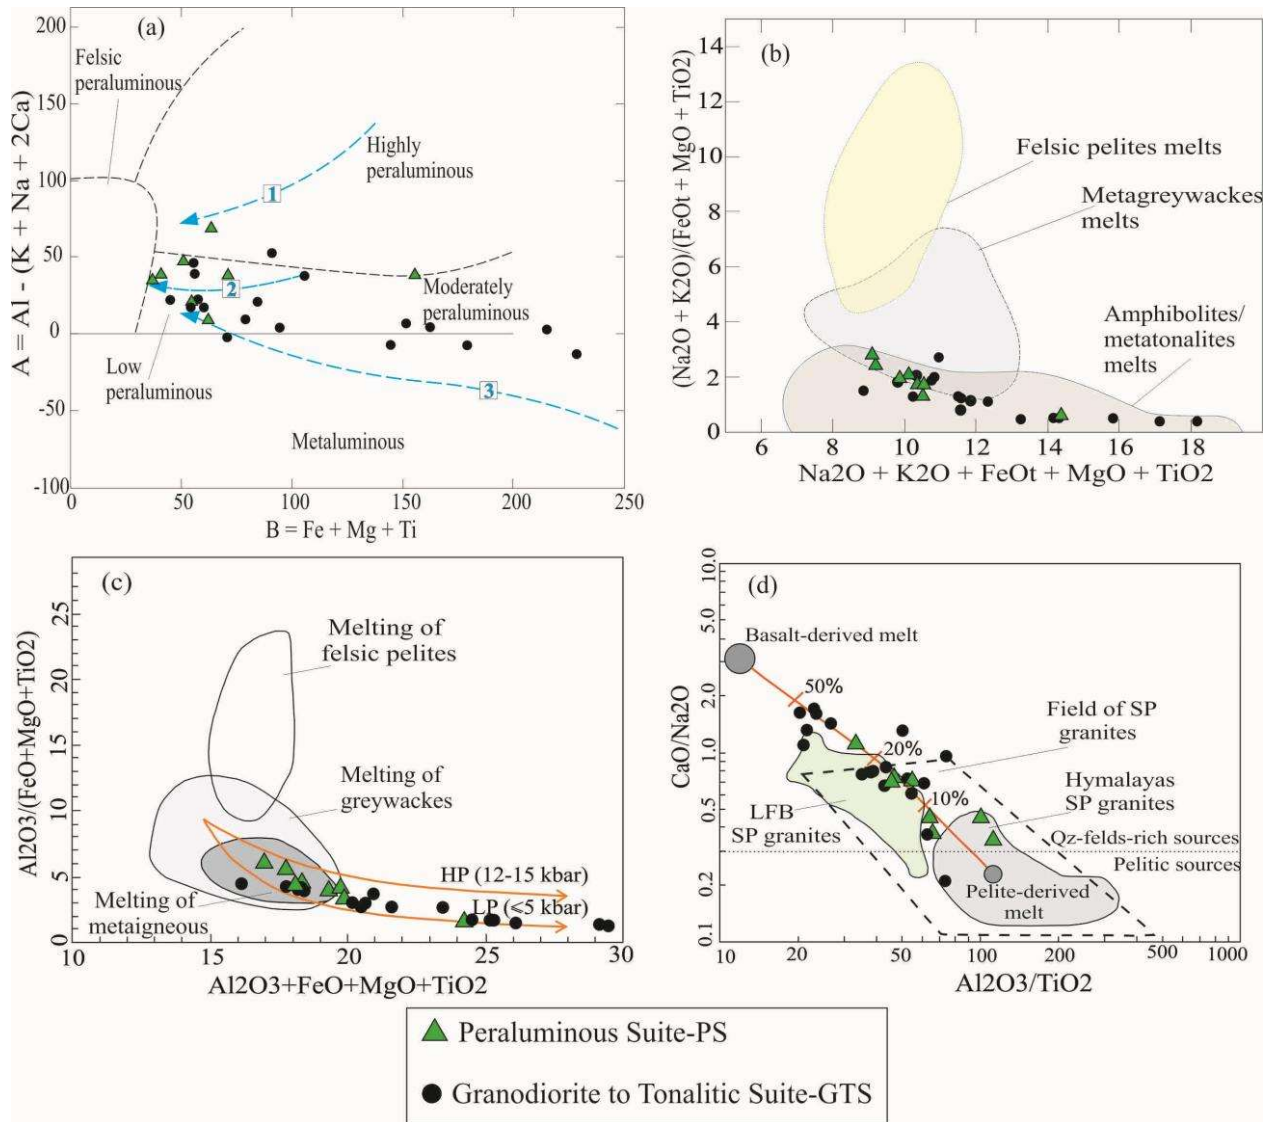 (a)
A = Al - (K + Na + 2Ca)
200
150
100
50
0
-50
-100
Felsic
peraluminous
Highly
peraluminous
1
2
Moderately
peraluminous
Low
peraluminous
3
Metaluminous
0
50
100
150
200
250
B = Fe + Mg + Ti
(b)
(Na2O + K2O)/(FeOt + MgO + TiO2)
14
12
10
8
6
4
2
0
Felsic pelites melts
Metagreywackes
melts
Amphibolites/
metatonalites
melts
6
8
10
12
14
16
18
Na2O + K2O + FeOt + MgO + TiO2
(c)
Al2O3/(FeO+MgO+TiO2)
25
20
15
10
5
0
Melting of
felsic pelites
Melting of
greywackes
HP (12-15 kbar)
Melting of
metaigneous
LP (≤5 kbar)
10
15
20
25
30
Al2O3+FeO+MgO+TiO2
(d)
CaO/Na2O
10.0
5.0
2.0
1.0
0.5
0.2
0.1
Basalt-derived melt
50%
Field of SP
granites
20%
Hymalayas
SP granites
10%
LFB
SP granites
Qz-felds-rich sources
Pelitic sources
Pelite-derived
melt
10
20
50
100
200
500
1000
Al2O3/TiO2
Peraluminous Suite-PS
Granodiorite to Tonalitic Suite-GTS